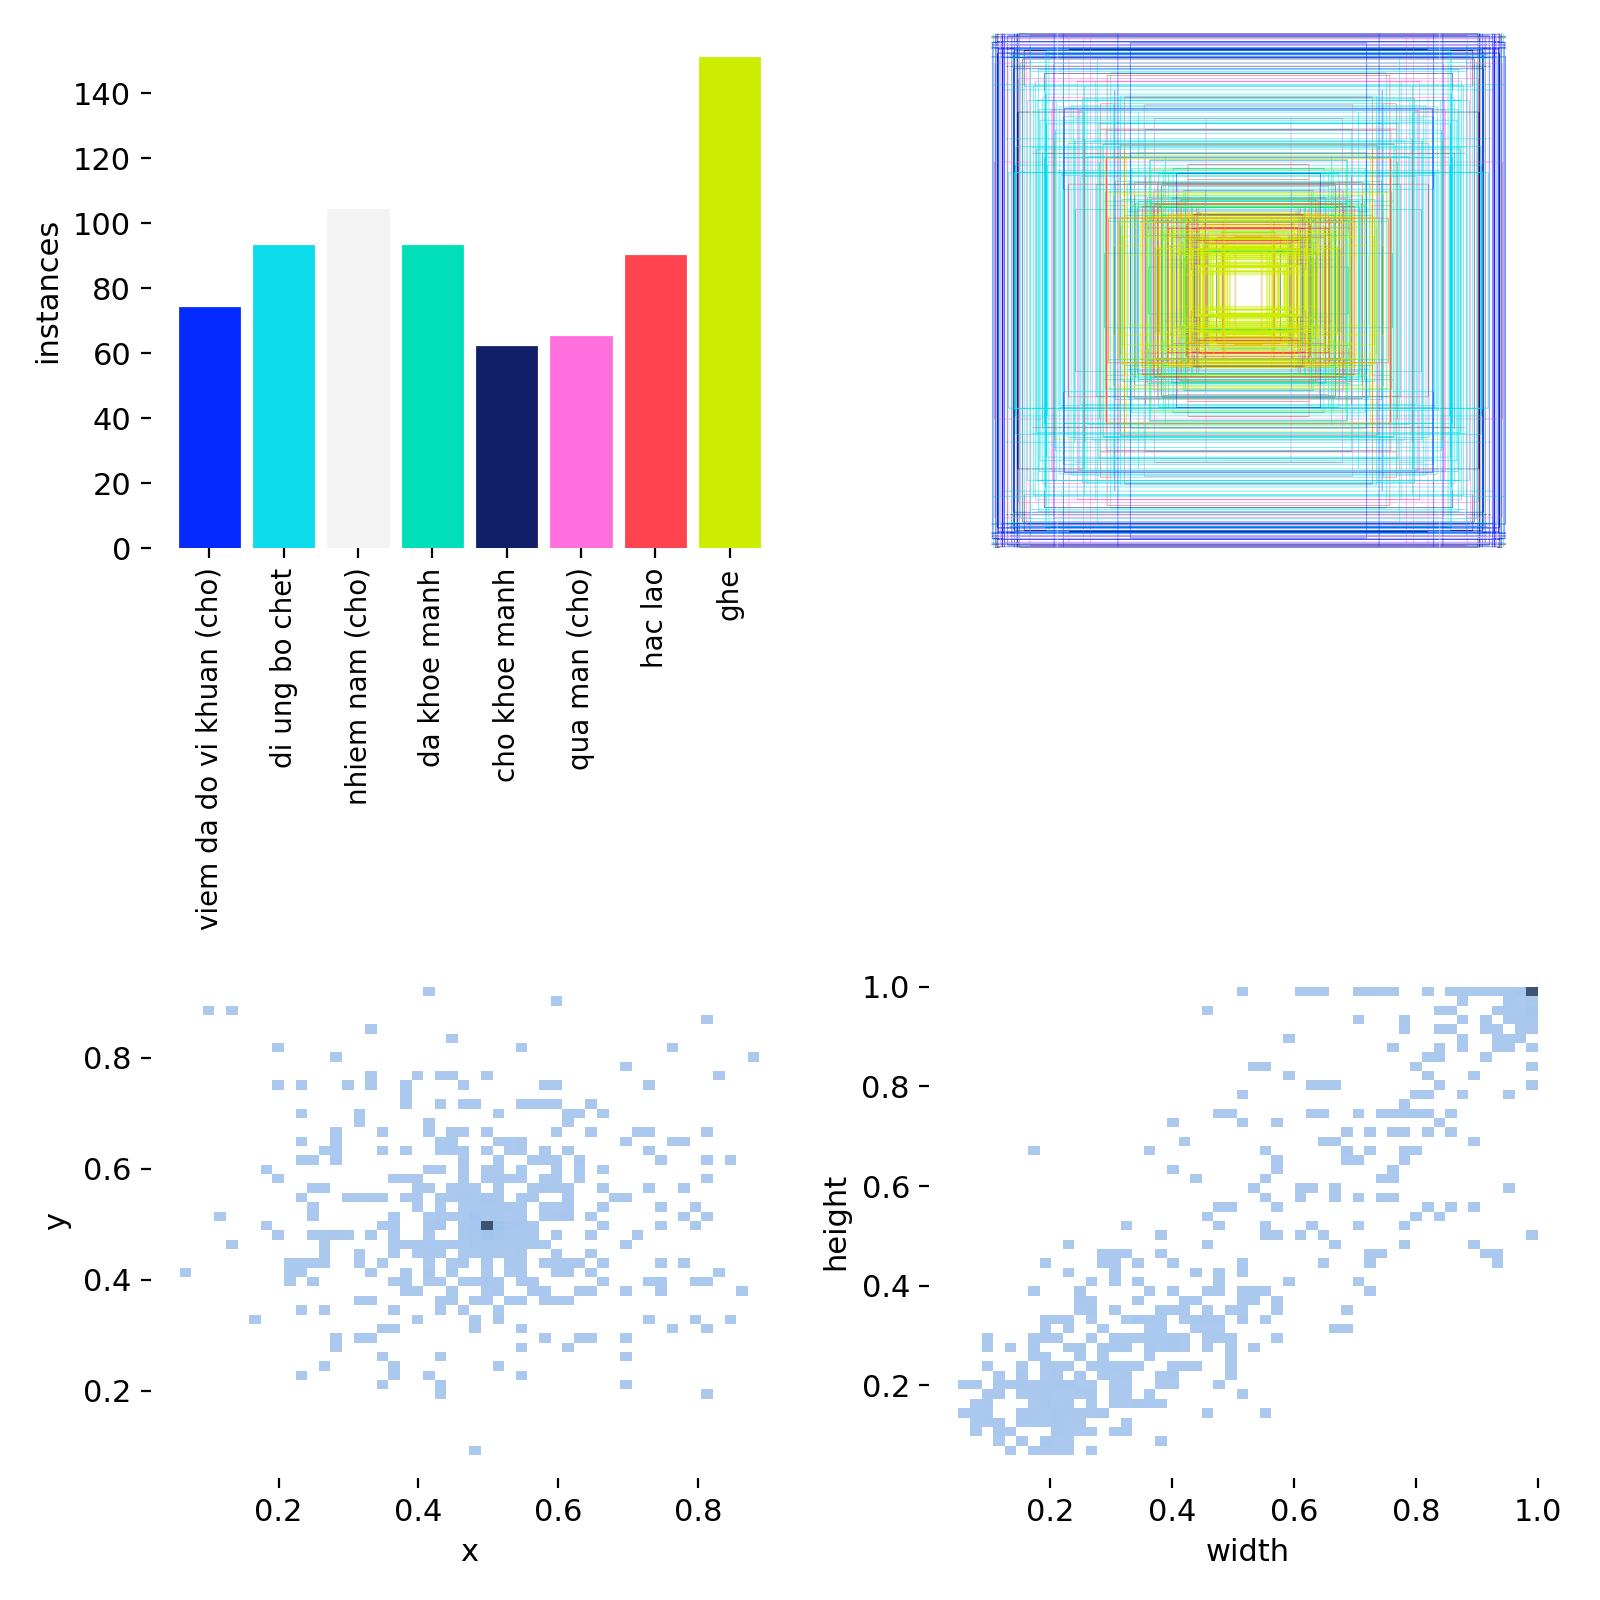 instances
140
120
100
80
60
40
20
0
viem da do vi khuan (cho)
di ung bo chet
nhiem nam (cho)
da khoe manh
cho khoe manh
qua man (cho)
hac lao
ghe
y
0.8
0.6
0.4
0.2
0.2 0.4 0.6 0.8
x
height
1.0
0.8
0.6
0.4
0.2
0.2 0.4 0.6 0.8 1.0
width